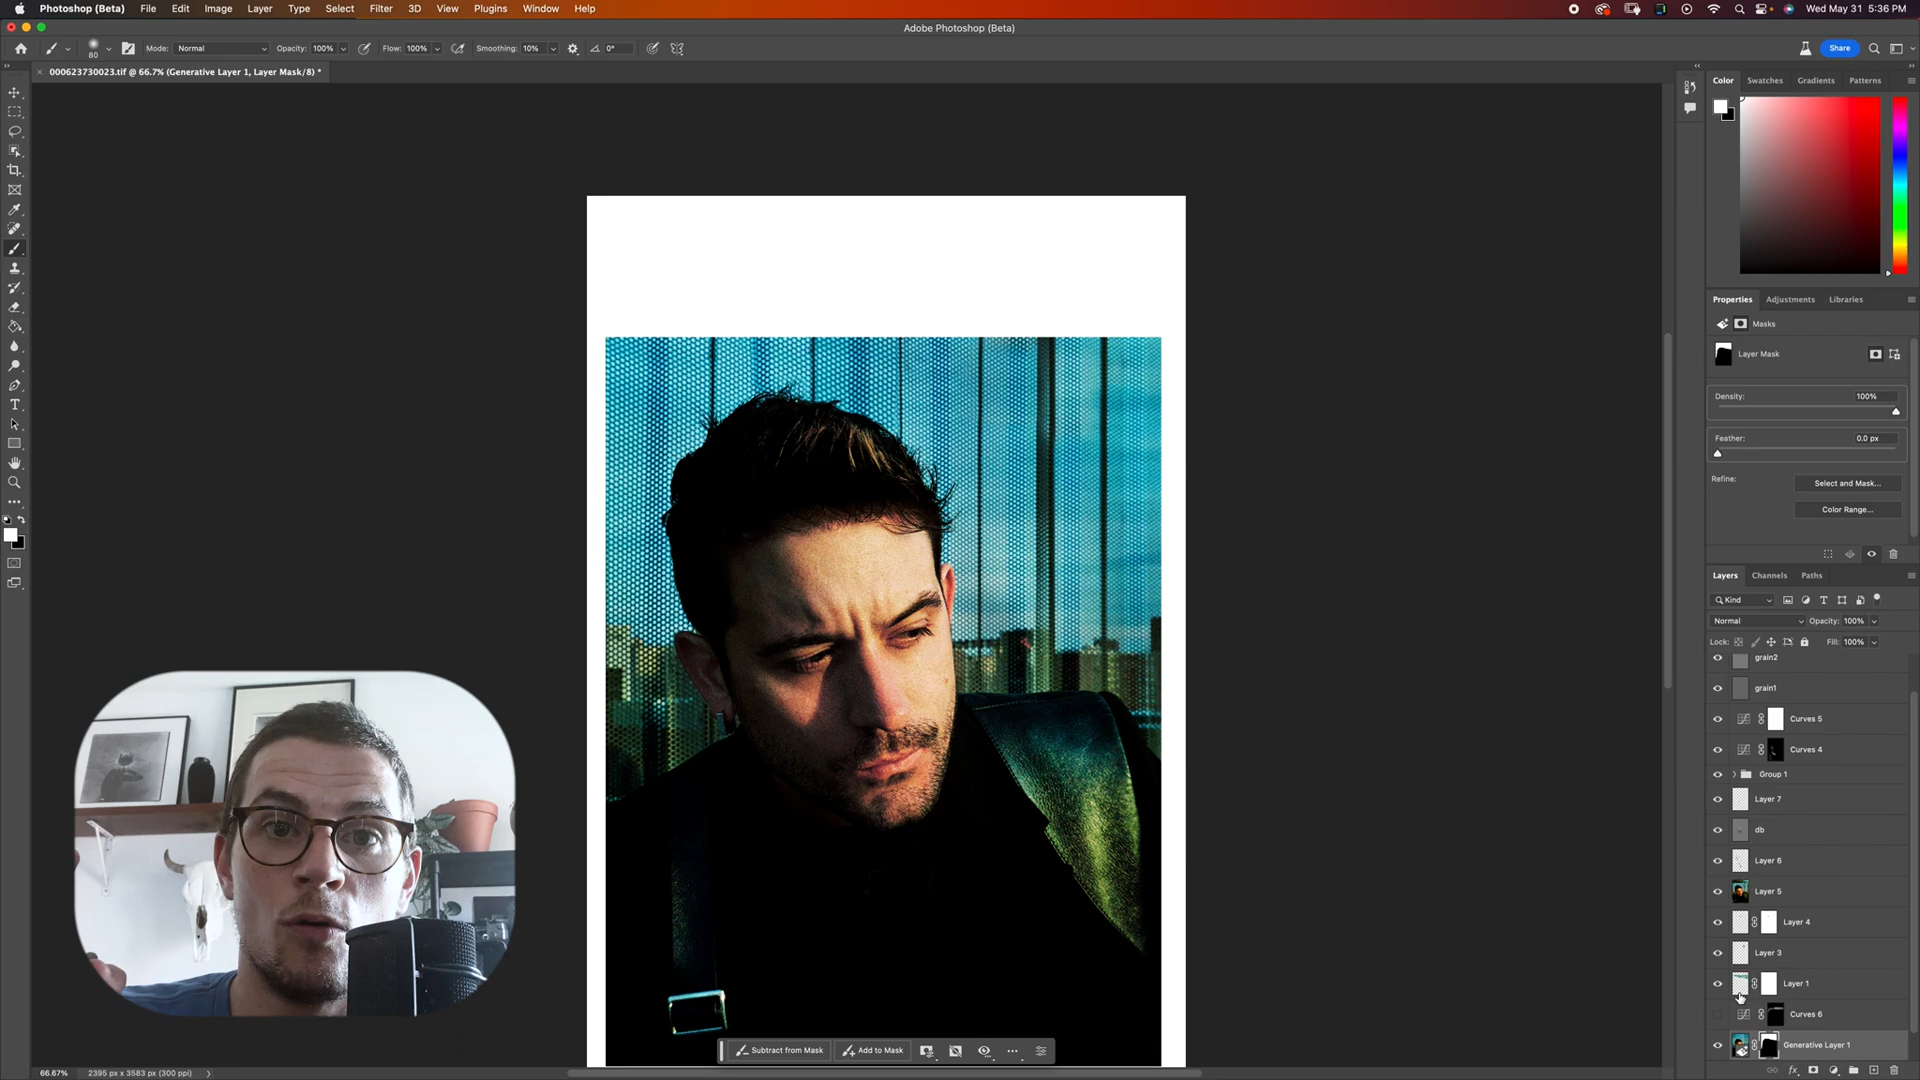 Photoshop (Beta) File Edit Image Layer Type Select Filter 3D View Plugins Window Help Wed May 31 5:36 PM
Adobe Photoshop (Beta)
80 Mode: Normal Opacity: 100% Flow: 100% Smoothing: 10% 0° Share
× 000623730023.tif @ 66.7% (Generative Layer 1, Layer Mask/8) *
Color Swatches Gradients Patterns
Properties Adjustments Libraries
Masks
Layer Mask
Density: 100%
Feather: 0.0 px
Refine: Select and Mask...
Color Range...
Layers Channels Paths
Kind
Normal Opacity: 100%
Lock: Fill: 100%
grain2
grain1
Curves 5
Curves 4
Group 1
Layer 7
db
Layer 6
Layer 5
Layer 4
Layer 3
Layer 1
Curves 6
Generative Layer 1
Subtract from Mask Add to Mask
66.67% 2395 px x 3583 px (300 ppi)